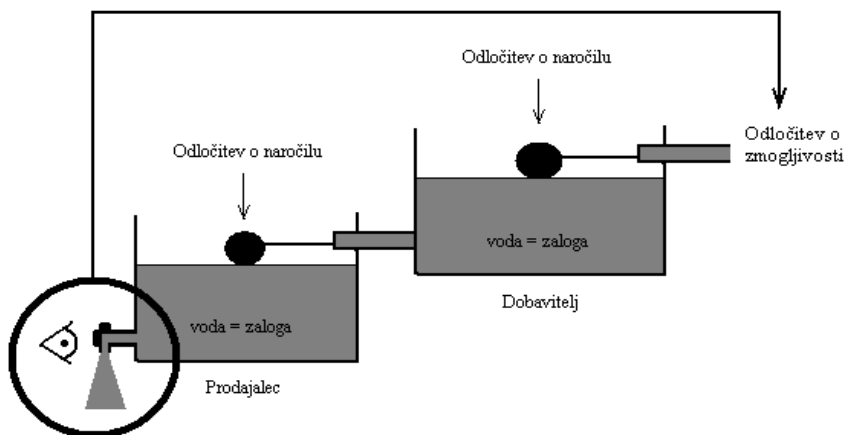 Odločitev o naročilu
Odločitev o naročilu
Odločitev o
zmogljivosti
voda = zaloga
Dobavitelj
voda = zaloga
Prodajalec